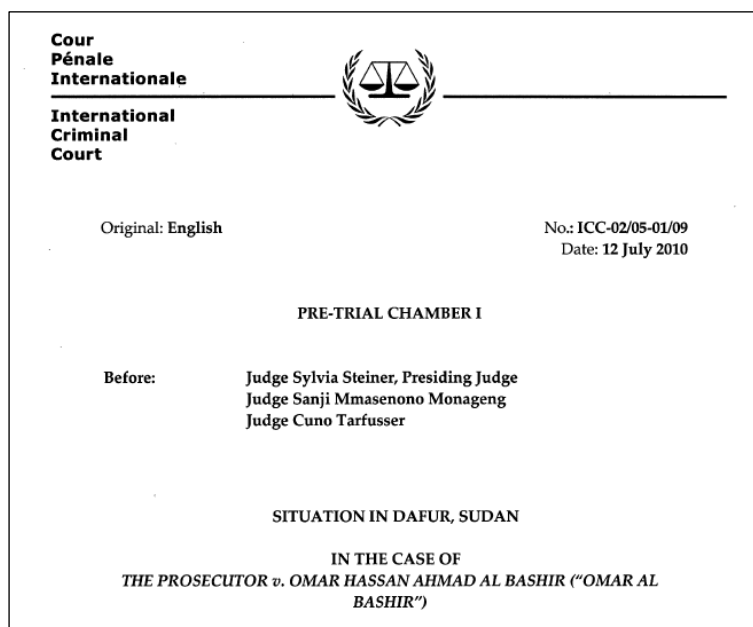 Cour
Pénale
Internationale
International
Criminal
Court
Original: English
No.: ICC-02/05-01/09
Date: 12 July 2010
PRE-TRIAL CHAMBER I
Before:
Judge Sylvia Steiner, Presiding Judge
Judge Sanji Mmasenono Monageng
Judge Cuno Tarfusser
SITUATION IN DAFUR, SUDAN
IN THE CASE OF
THE PROSECUTOR v. OMAR HASSAN AHMAD AL BASHIR ("OMAR AL
BASHIR")